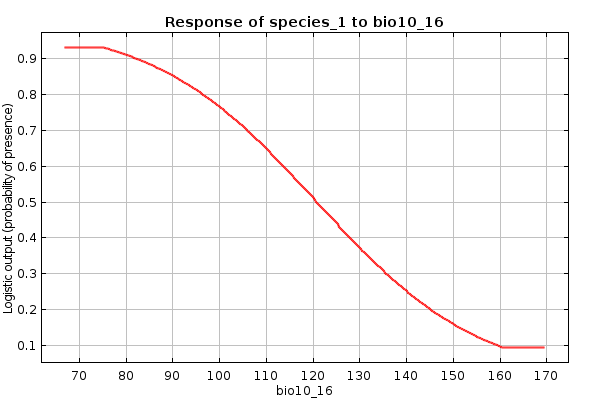 Response of species_1 to bio10_16
Logistic output (probability of presence)
0.9
0.8
0.7
0.6
0.5
0.4
0.3
0.2
0.1
70 80 90 100 110 120 130 140 150 160 170
bio10_16